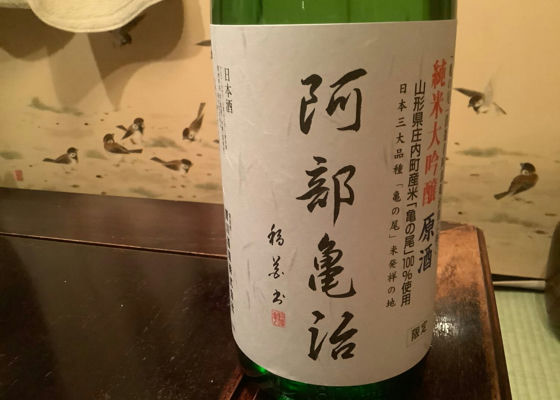 純米大吟醸 原酒
山形県庄内町産米「亀の尾」100%使用
日本三大品種「亀の尾」米発祥の地
限定
阿部亀治
日本酒